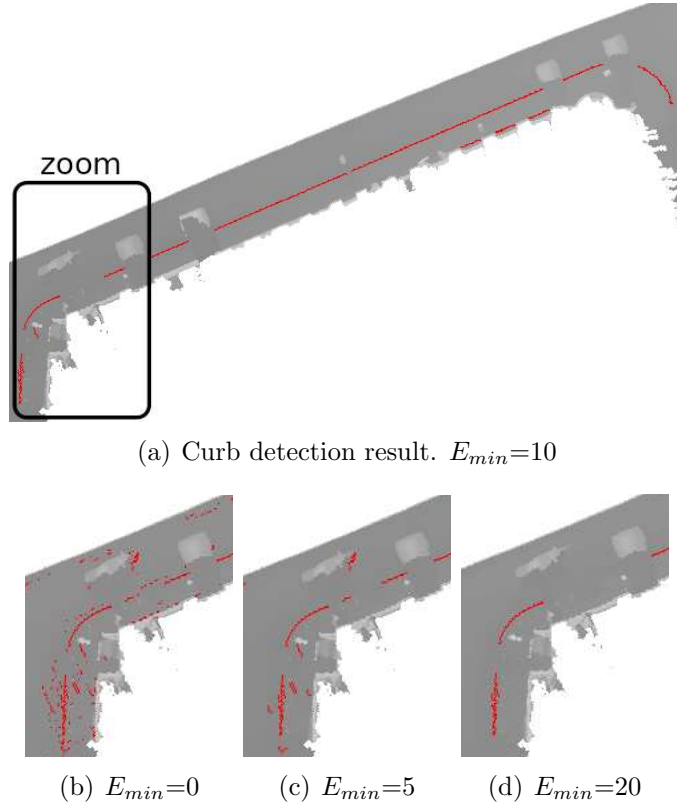 zoom
(a) Curb detection result. E_min=10
(b) E_min=0 (c) E_min=5 (d) E_min=20